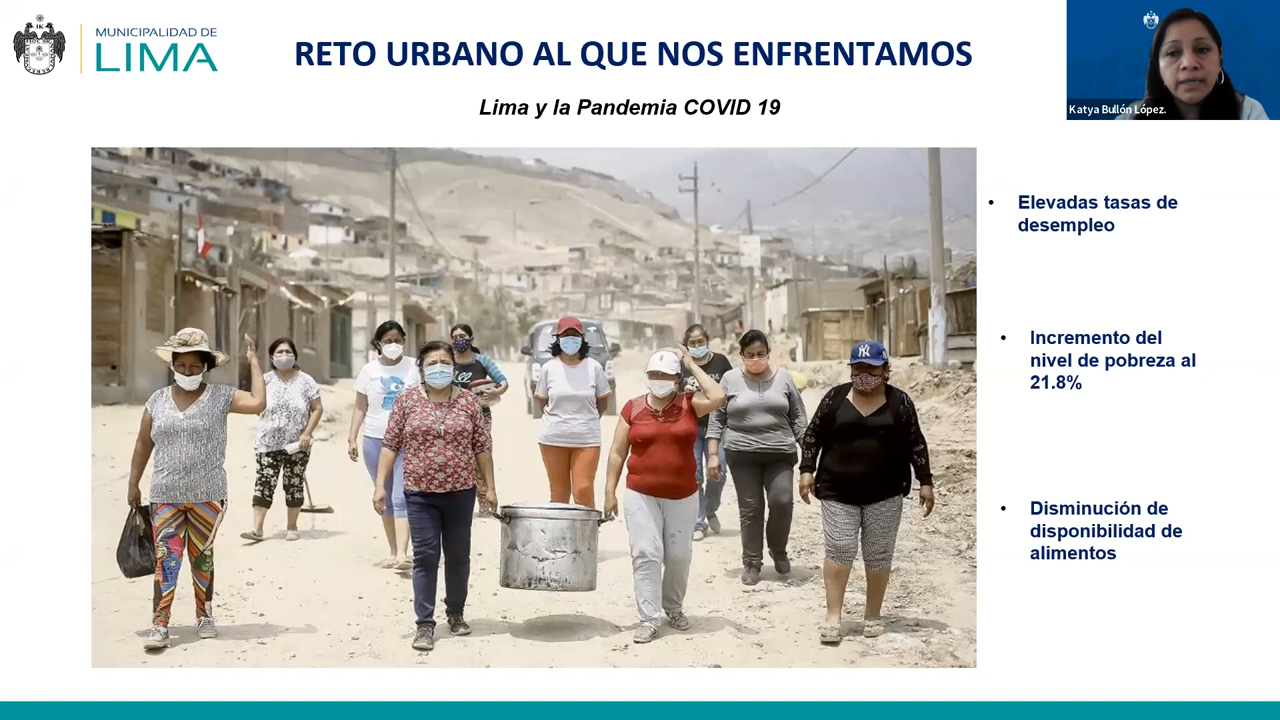 MUNICIPALIDAD DE
LIMA
RETO URBANO AL QUE NOS ENFRENTAMOS
Lima y la Pandemia COVID 19
Katya Bullón López.
• Elevadas tasas de
desempleo
• Incremento del
nivel de pobreza al
21.8%
• Disminución de
disponibilidad de
alimentos